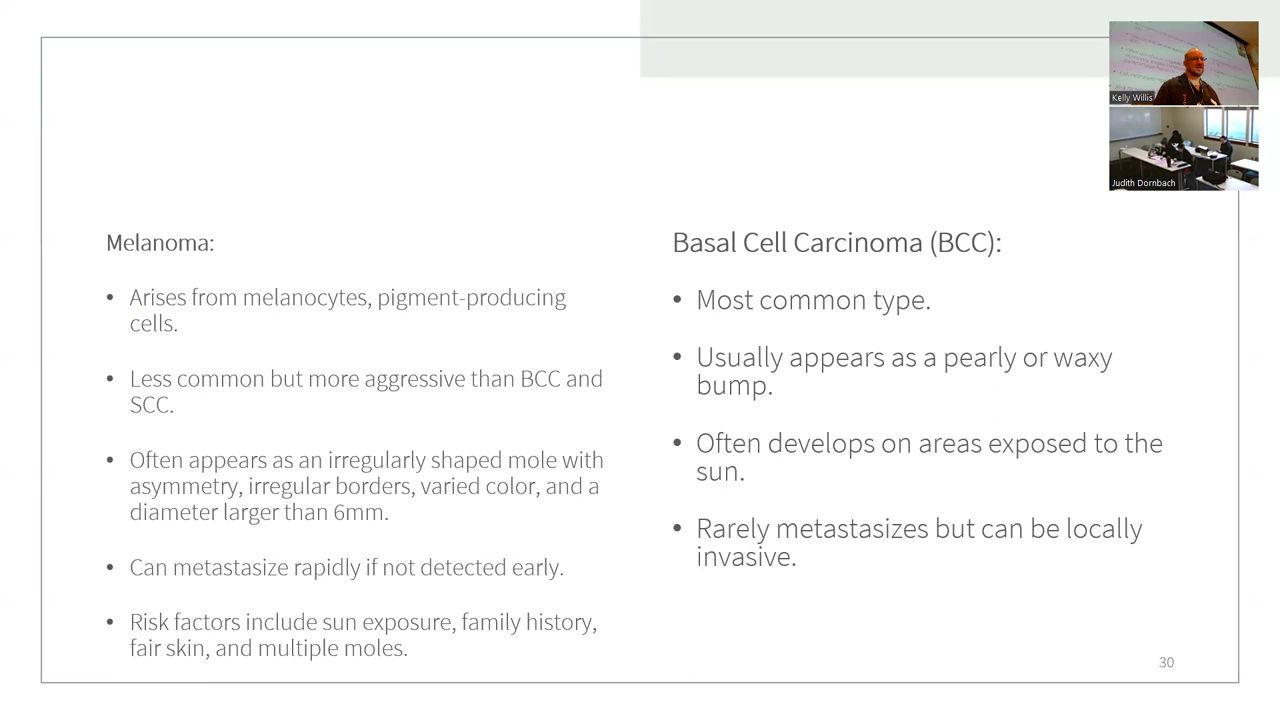 Kelly Willis
Judith Dornbach
Melanoma:
• Arises from melanocytes, pigment-producing
cells.
• Less common but more aggressive than BCC and
SCC.
• Often appears as an irregularly shaped mole with
asymmetry, irregular borders, varied color, and a
diameter larger than 6mm.
• Can metastasize rapidly if not detected early.
• Risk factors include sun exposure, family history,
fair skin, and multiple moles.
Basal Cell Carcinoma (BCC):
• Most common type.
• Usually appears as a pearly or waxy
bump.
• Often develops on areas exposed to the
sun.
• Rarely metastasizes but can be locally
invasive.
30